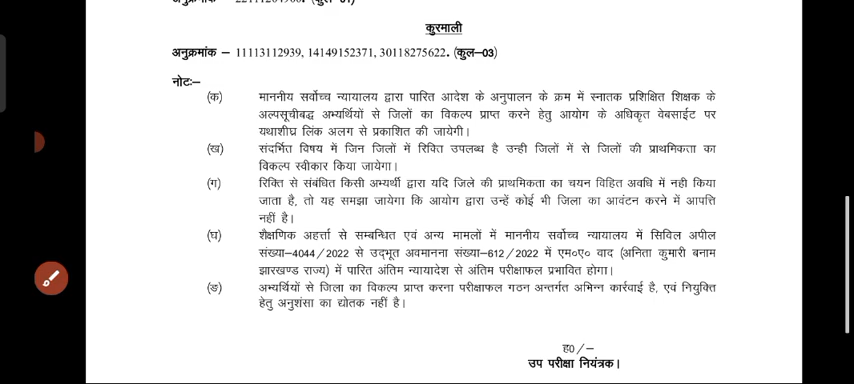 कुरमाली
अनुक्रमांक – 11113112939, 14149152371, 30118275622. (कुल–03)
नोटः–
(क) माननीय सर्वोच्च न्यायालय द्वारा पारित आदेश के अनुपालन के क्रम में स्नातक प्रशिक्षित शिक्षक के
अल्पसूचीबद्ध अभ्यर्थियों से जिलों का विकल्प प्राप्त करने हेतु आयोग के अधिकृत वेबसाईट पर
यथाशीघ्र लिंक अलग से प्रकाशित की जायेगी।
(ख) संदर्भित विषय में जिन जिलों में रिक्ति उपलब्ध है उन्ही जिलों में से जिलों की प्राथमिकता का
विकल्प स्वीकार किया जायेगा।
(ग) रिक्ति से संबंधित किसी अभ्यर्थी द्वारा यदि जिले की प्राथमिकता का चयन विहित अवधि में नही किया
जाता है, तो यह समझा जायेगा कि आयोग द्वारा उन्हें कोई भी जिला का आवंटन करने में आपत्ति
नहीं है।
(घ) शैक्षणिक अहर्त्ता से सम्बन्धित एवं अन्य मामलों में माननीय सर्वोच्च न्यायालय में सिविल अपील
संख्या–4044/2022 से उद्भूत अवमानना संख्या–612/2022 में एम०ए० वाद (अनिता कुमारी बनाम
झारखण्ड राज्य) में पारित अंतिम न्यायादेश से अंतिम परीक्षाफल प्रभावित होगा।
(ङ) अभ्यर्थियों से जिला का विकल्प प्राप्त करना परीक्षाफल गठन अन्तर्गत अभिन्न कार्रवाई है, एवं नियुक्ति
हेतु अनुशंसा का द्योतक नहीं है।
ह0/–
उप परीक्षा नियंत्रक।